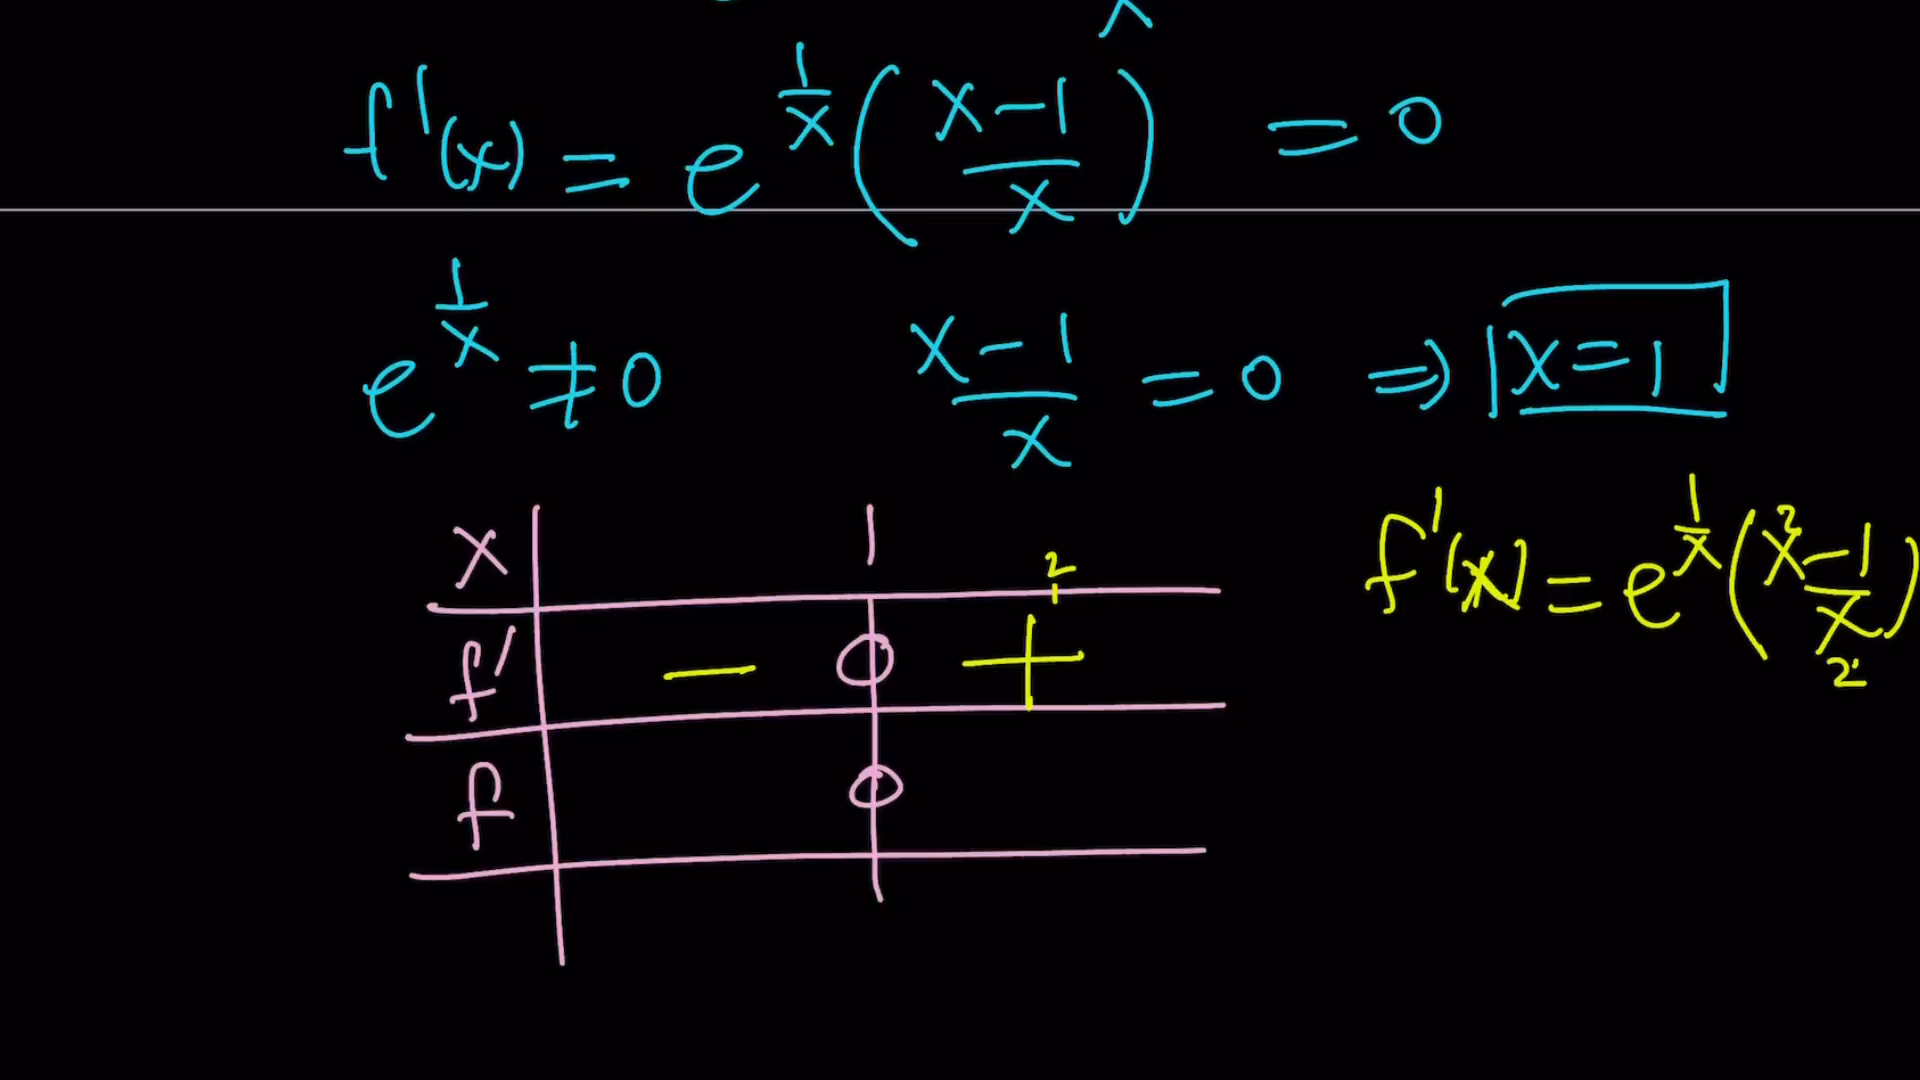 f'(x) = e^{1/x} ( (x-1)/x ) = 0
e^{1/x} ≠ 0    (x-1)/x = 0 ⇒ x = 1
x | 1 2
f'(x) = e^{1/x} ( (x-1)/x ) 2 2
f' | - 0 +
f | 0